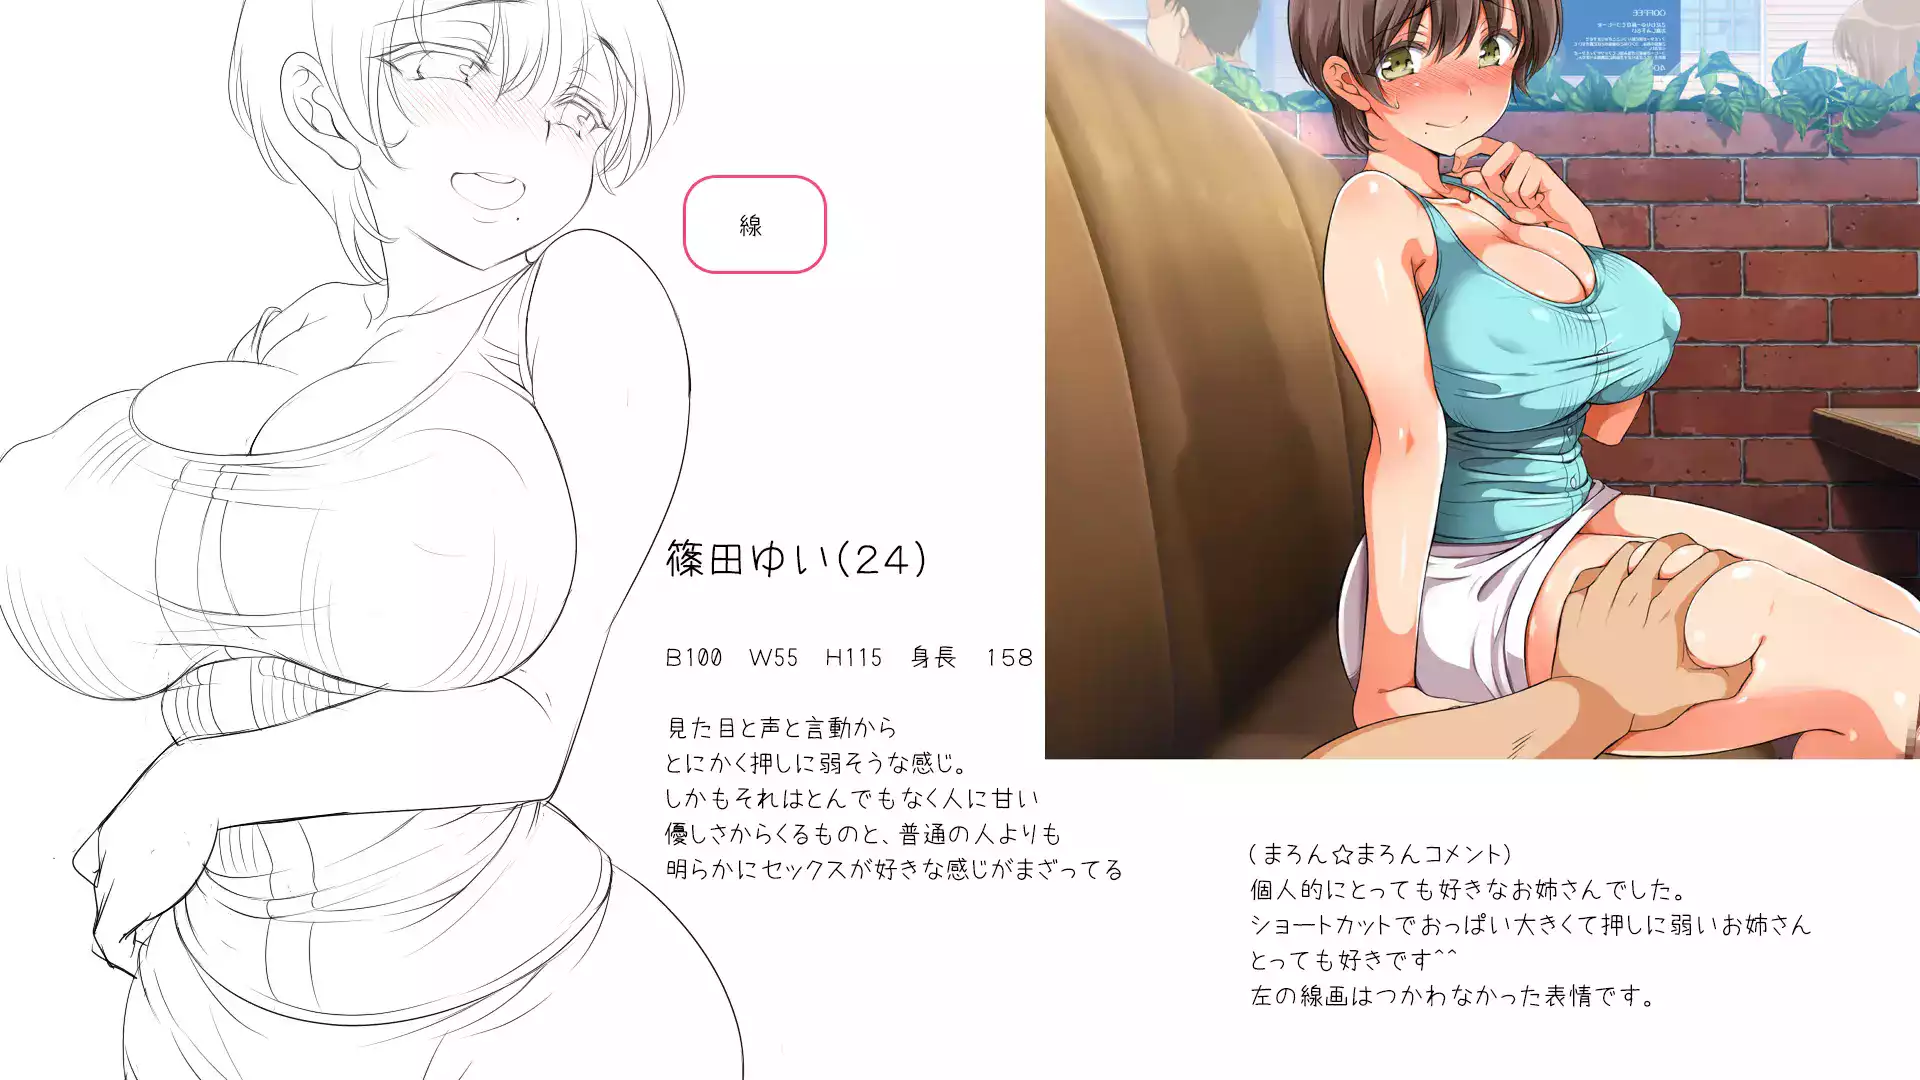 線
篠田ゆい(24)
B100 W55 H115 身長 158
見た目と声と言動から
とにかく押しに弱そうな感じ。
しかもそれはとんでもなく人に甘い
優しさからくるものと、普通の人よりも
明らかにセックスが好きな感じがまざってる
COFFEE
(まろん☆まろんコメント)
個人的にとっても好きなお姉さんでした。
ショートカットでおっぱい大きくて押しに弱いお姉さん
とっても好きです^^
左の線画はつかわなかった表情です。